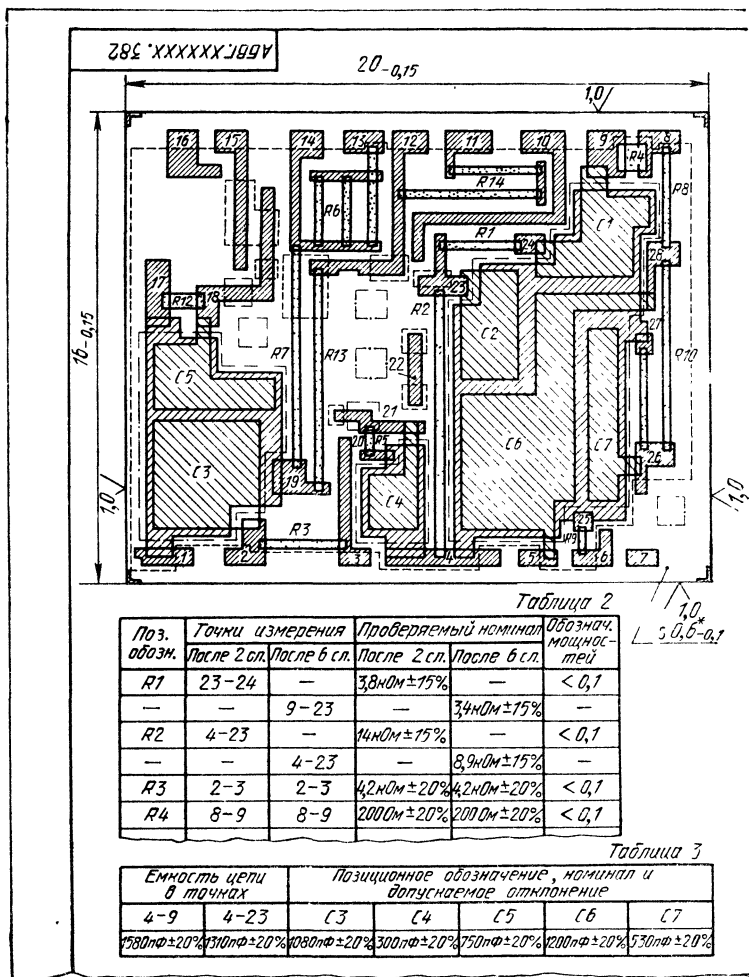 АБВГ.XXXXXX.382
20-0,15
1,0
16 15 14 13 12 11 10 9 8
R4
R14
R6
R8
R1
C1
24
28
17
18
R12
23
R2
16-0,15
C2
27
R7
R13
22
R10
C5
21
20
R5
C6
C7
C3
26
19
C4
1,0
1,0
25
R3
R9
1 2 3 4 5 6 7
1,0
s 0,6*-0,1
Таблица 2
Поз. обозн. Точки измерения Проверяемый номинал Обознач. мощностей
После 2 сл. После 6 сл. После 2 сл. После 6 сл.
R1 23-24 — 3,8кОм±15% — <0,1
— — 9-23 — 3,4кОм±15% —
R2 4-23 — 14кОм±15% — <0,1
— — 4-23 — 8,9кОм±15% —
R3 2-3 2-3 4,2кОм±20% 4,2кОм±20% <0,1
R4 8-9 8-9 200Ом±20% 200Ом±20% <0,1
Таблица 3
Емкость цепи в точках Позиционное обозначение, номинал и допускаемое отклонение
4-9 4-23 C3 C4 C5 C6 C7
1580пФ±20% 1310пФ±20% 1080пФ±20% 300пФ±20% 750пФ±20% 1200пФ±20% 530пФ±20%